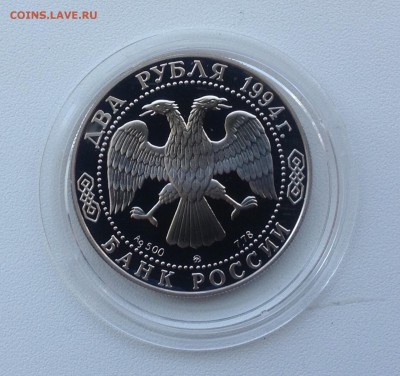 COINS.LAVE.RU
ДВА РУБЛЯ 1994 г.
Ag 500
7,78
БАНК РОССИИ